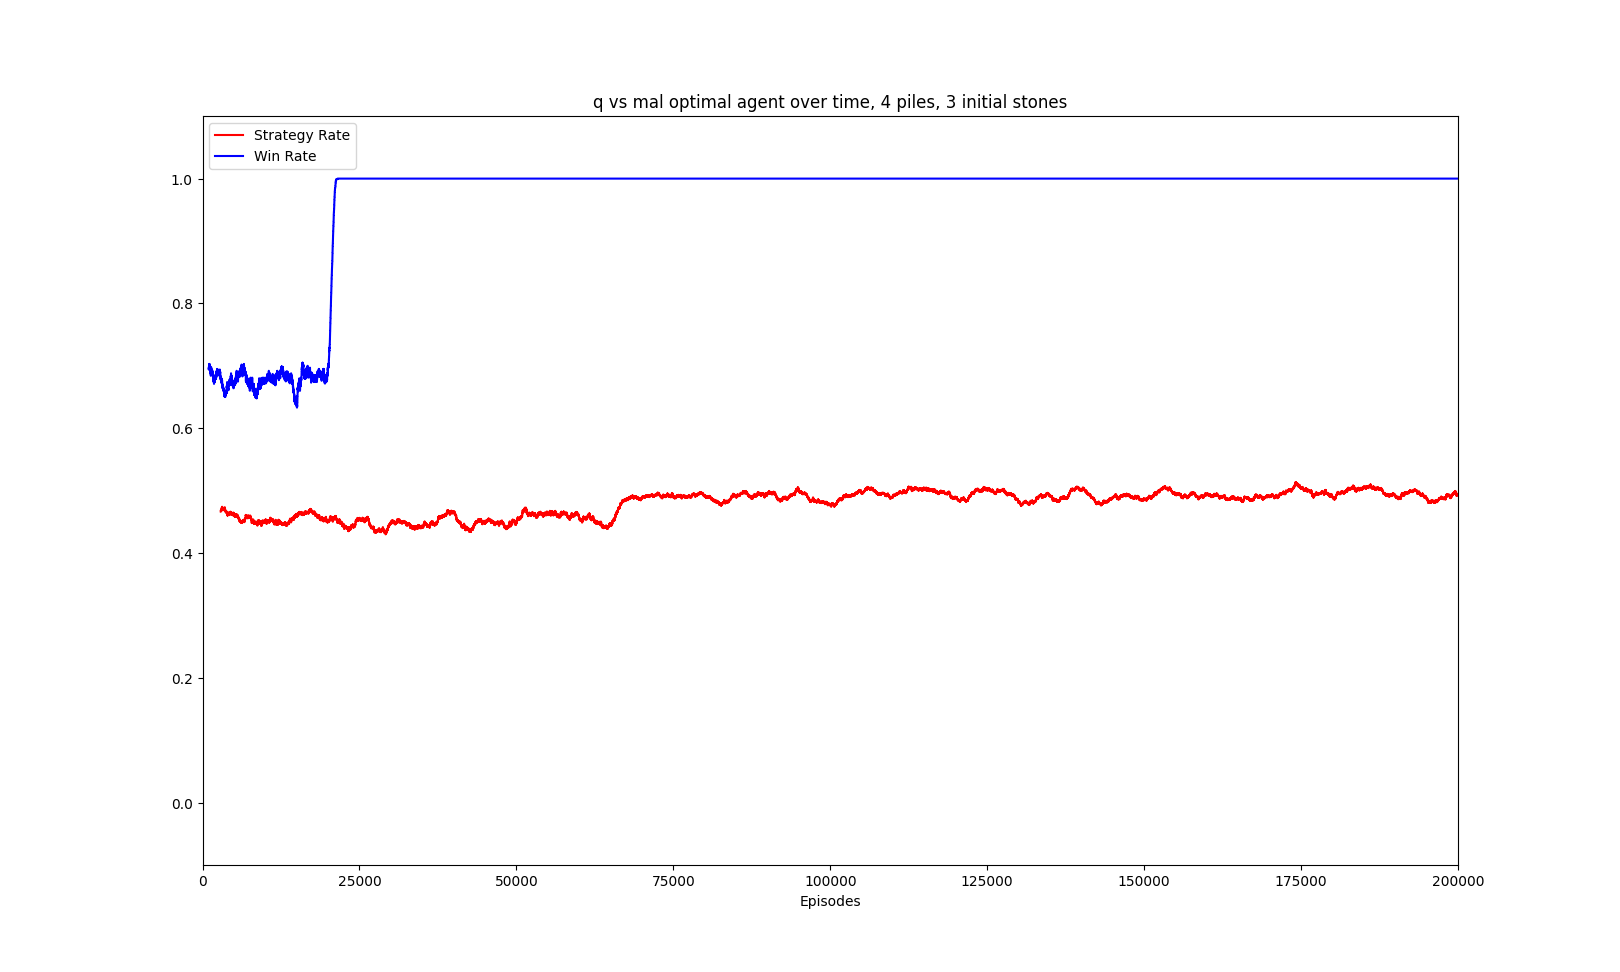 q vs mal optimal agent over time, 4 piles, 3 initial stones
Strategy Rate
Win Rate
1.0
0.8
0.6
0.4
0.2
0.0
0 25000 50000 75000 100000 125000 150000 175000 200000
Episodes